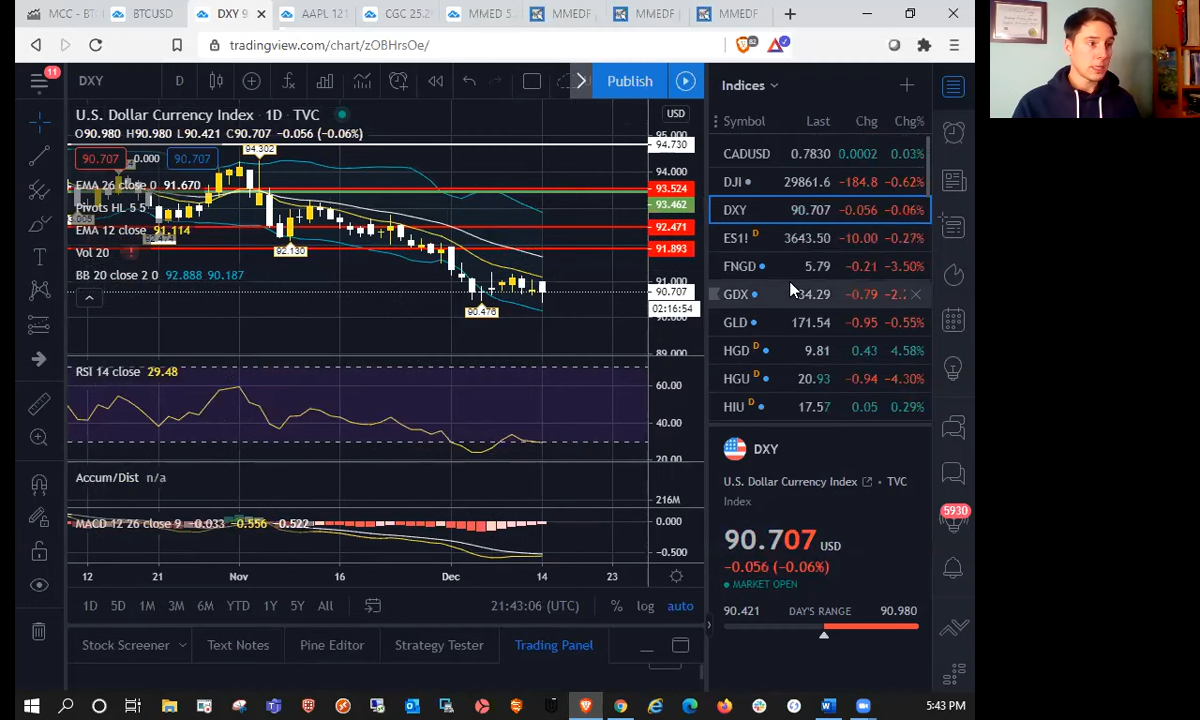 MCC - B
BTCUSD
DXY 9
AAPL 121
CGC 25.2
MMED 5.
MMEDF
MMEDF
MMEDF
tradingview.com/chart/zOBHrsOe/
82
11
DXY
D
Publish
Indices
U.S. Dollar Currency Index · 1D · TVC
USD
O90.980 H90.980 L90.421 C90.707 -0.056 (-0.06%)
90.707 0.000 90.707
EMA 26 close 0 91.670
Pivots HL 5 5
EMA 12 close 91.114
Vol 20
BB 20 close 2 0 92.888 90.187
94.302
92.130
90.476
95.000
94.730
93.524
93.462
92.471
91.893
91.000
90.707
02:16:54
90.000
89.000
RSI 14 close 29.48
60.00
40.00
20.00
Accum/Dist n/a
216M
MACD 12 26 close 9 -0.033 -0.556 -0.522
0.000
-0.500
12 21 Nov 16 Dec 14 23
1D 5D 1M 3M 6M YTD 1Y 5Y All
21:43:06 (UTC) % log auto
Stock Screener Text Notes Pine Editor Strategy Tester Trading Panel
Symbol Last Chg Chg%
CADUSD 0.7830 0.0002 0.03%
DJI 29861.6 -184.8 -0.62%
DXY 90.707 -0.056 -0.06%
ES1! D 3643.50 -10.00 -0.27%
FNGD 5.79 -0.21 -3.50%
GDX 34.29 -0.79 -2.
GLD 171.54 -0.95 -0.55%
HGD D 9.81 0.43 4.58%
HGU D 20.93 -0.94 -4.30%
HIU 17.57 0.05 0.29%
DXY
U.S. Dollar Currency Index • TVC
Index
90.707 USD
-0.056 (-0.06%)
MARKET OPEN
90.421 DAY'S RANGE 90.980
5930
5:43 PM